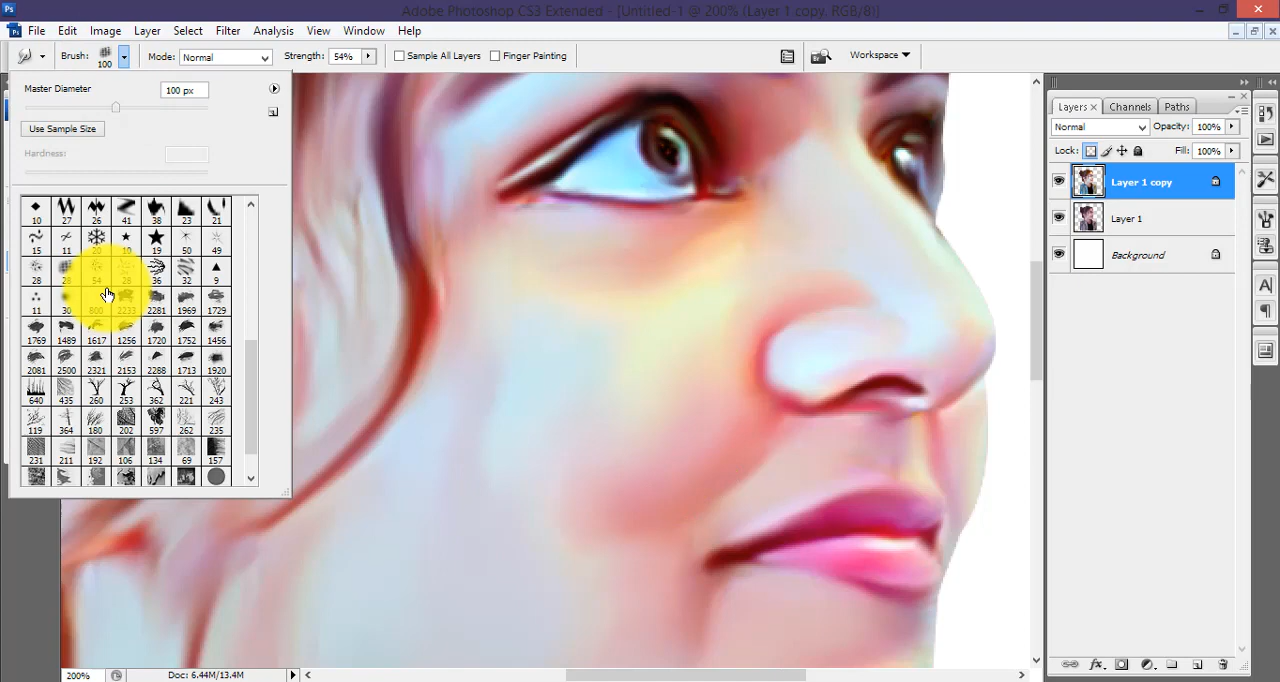 Ps Adobe Photoshop CS3 Extended - [Untitled-1 @ 200% (Layer 1 copy, RGB/8)]
File Edit Image Layer Select Filter Analysis View Window Help
Brush: 100 Mode: Normal Strength: 54% Sample All Layers Finger Painting Workspace
Master Diameter 100 px
Use Sample Size
Hardness:
10 27 26 41 38 23 21
15 11 20 10 19 50 49
28 28 54 28 36 32 9
11 30 800 2233 2281 1969 1729
1769 1489 1617 1256 1720 1752 1456
2081 2500 2321 2153 2288 1713 1920
640 435 260 253 362 221 243
119 364 180 202 597 262 235
231 211 192 106 134 69 157
Layers x Channels Paths
Normal Opacity: 100%
Lock: Fill: 100%
Layer 1 copy
Layer 1
Background
200% Doc: 6.44M/13.4M